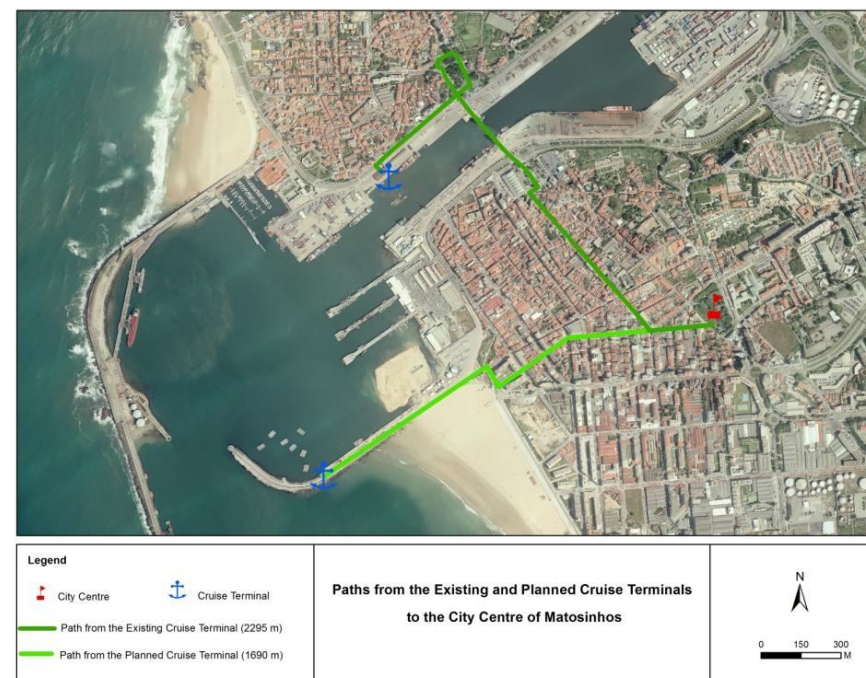 Legend
City Centre
Cruise Terminal
Path from the Existing Cruise Terminal (2295 m)
Path from the Planned Cruise Terminal (1690 m)
Paths from the Existing and Planned Cruise Terminals
to the City Centre of Matosinhos
N
0 150 300
M